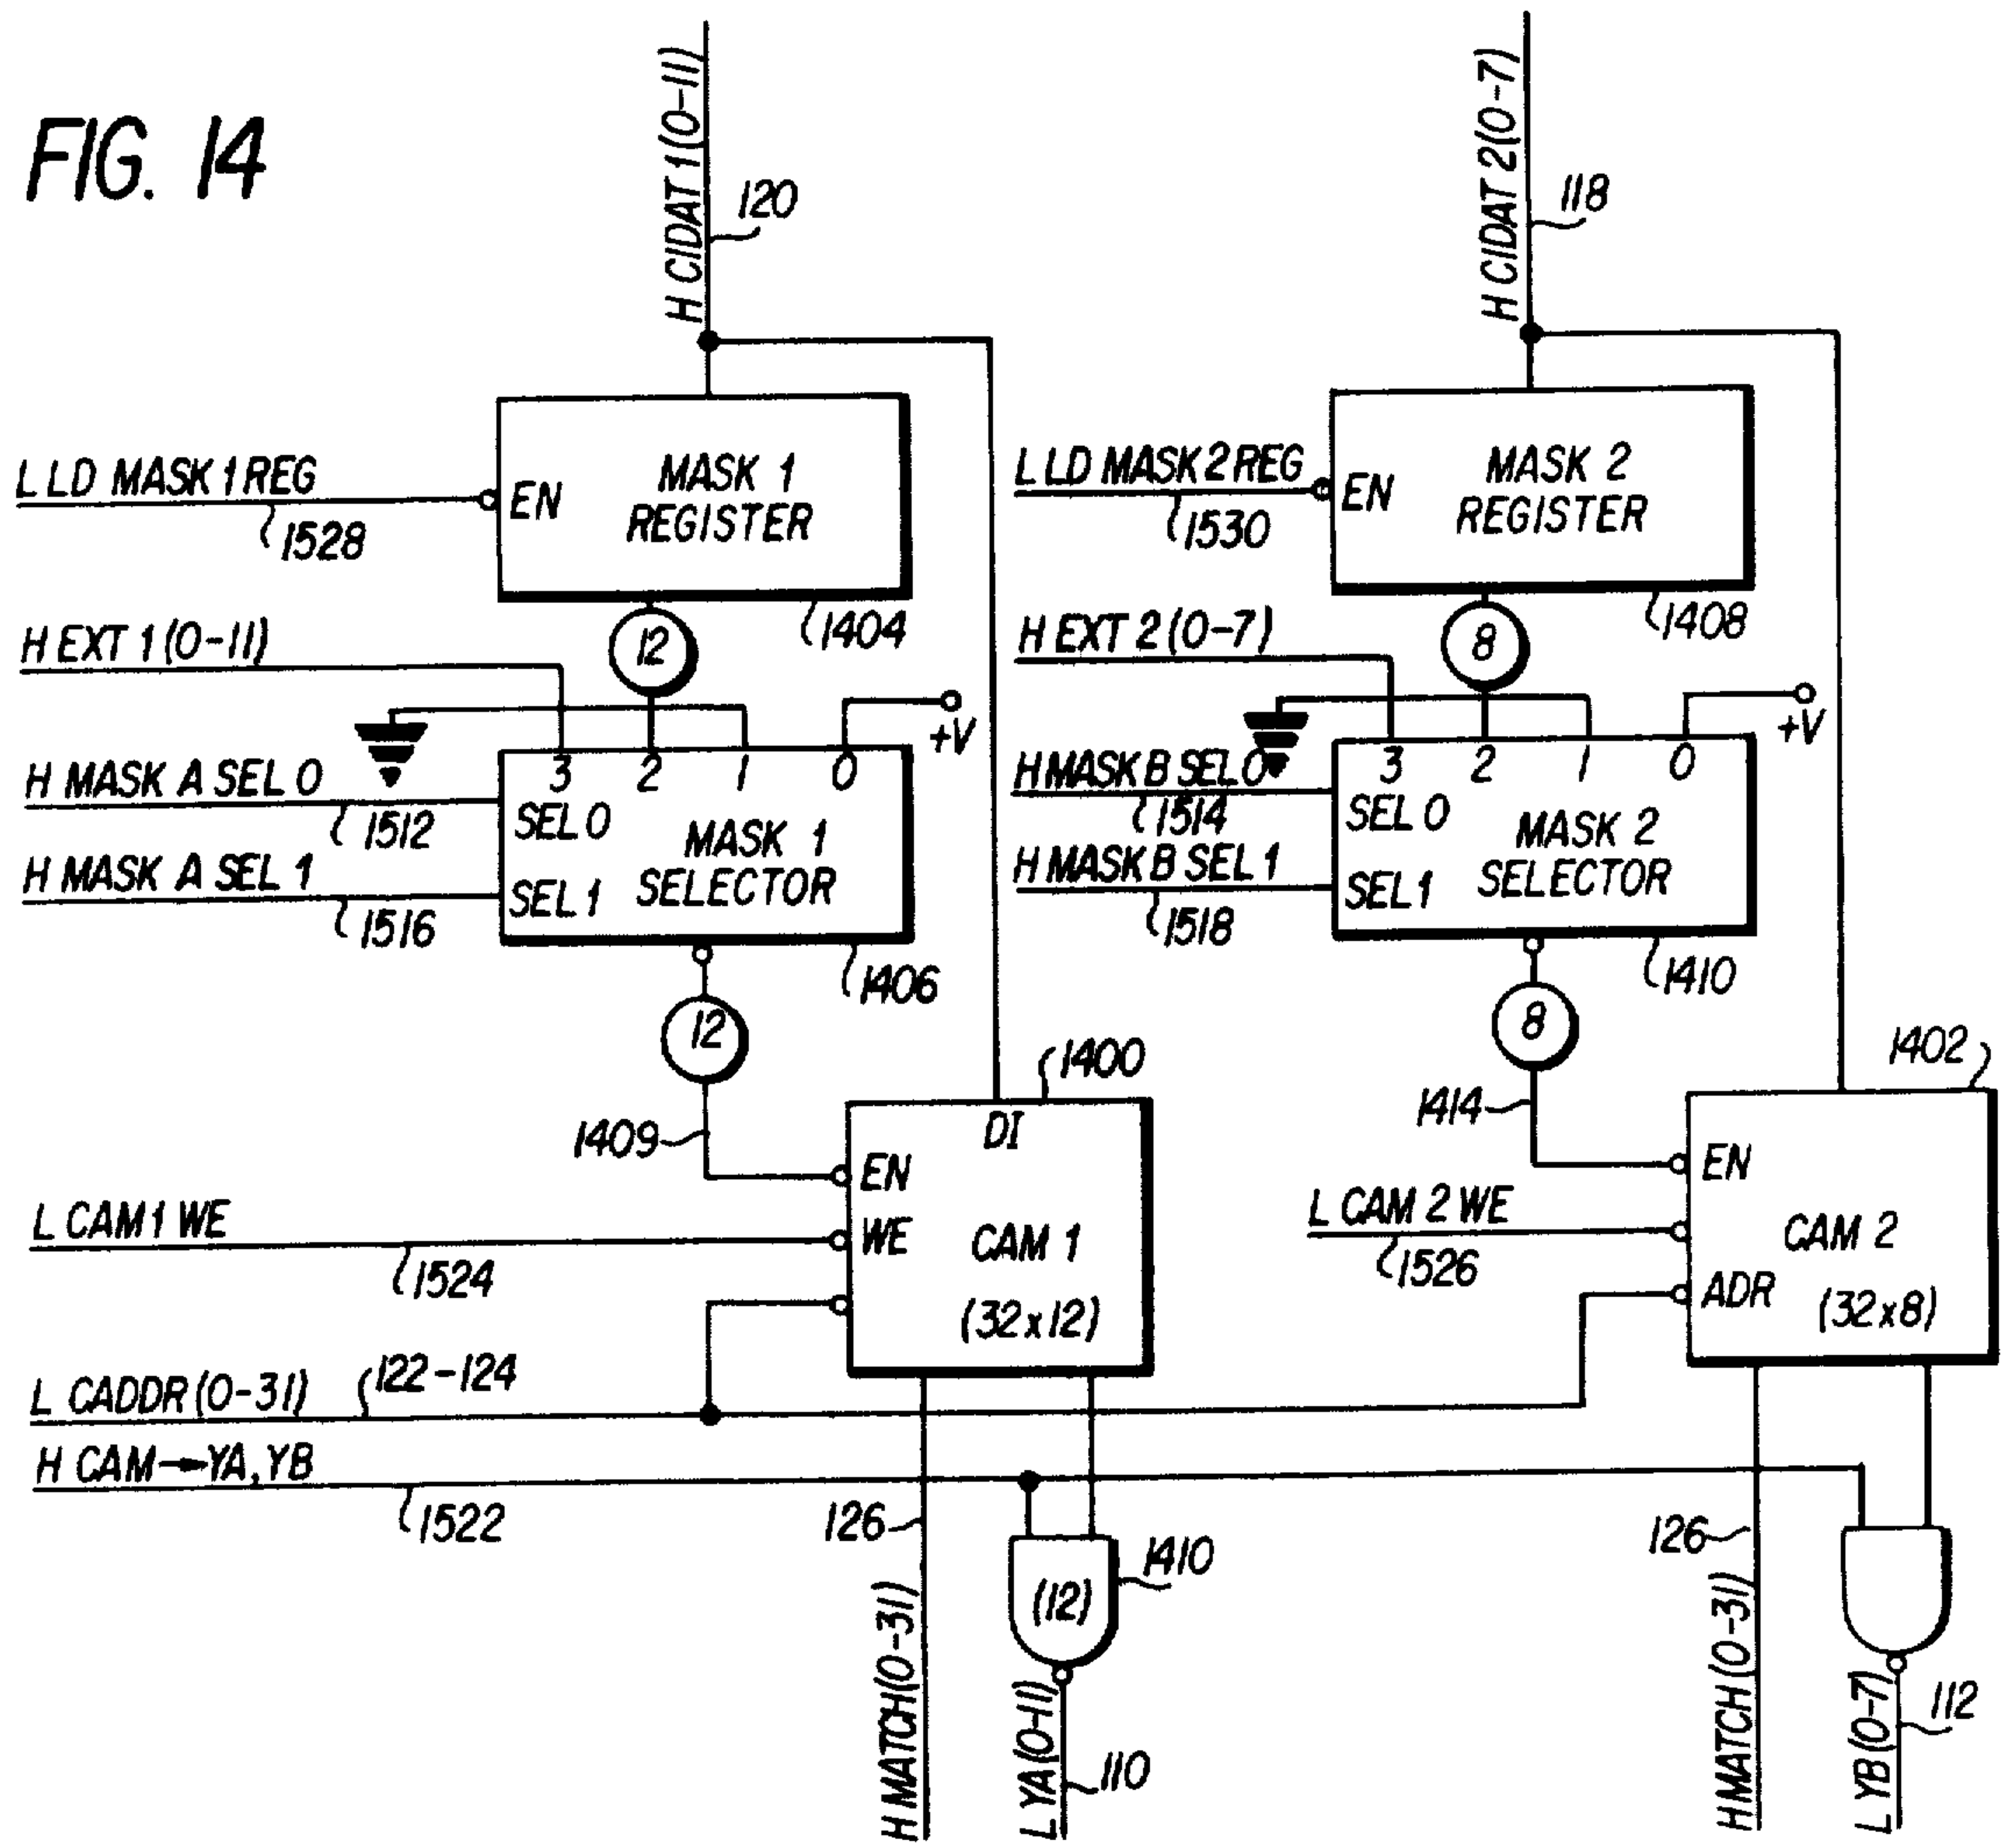 FIG. 14
H CIDAT 1(0-11)
120
H CIDAT 2(0-7)
118
L LD MASK 1 REG
1528
EN
MASK 1
REGISTER
1404
L LD MASK 2 REG
1530
EN
MASK 2
REGISTER
1408
H EXT 1 (0-11)
12
+V
H EXT 2 (0-7)
8
+V
H MASK A SEL 0
1512
H MASK A SEL 1
1516
3 2 1 0
SEL 0
SEL 1
MASK 1
SELECTOR
1406
H MASK B SEL 0
1514
H MASK B SEL 1
1518
3 2 1 0
SEL 0
SEL 1
MASK 2
SELECTOR
1410
12
1409
8
1414
1400
DI
EN
WE
CAM 1
(32x12)
1402
EN
CAM 2
ADR
(32x8)
L CAM 1 WE
1524
L CAM 2 WE
1526
L CADDR (0-31)
122-124
H CAM→YA, YB
1522
126
H MATCH (0-31)
(12)
1410
L YA (0-11)
110
126
H MATCH (0-31)
L YB (0-7)
112